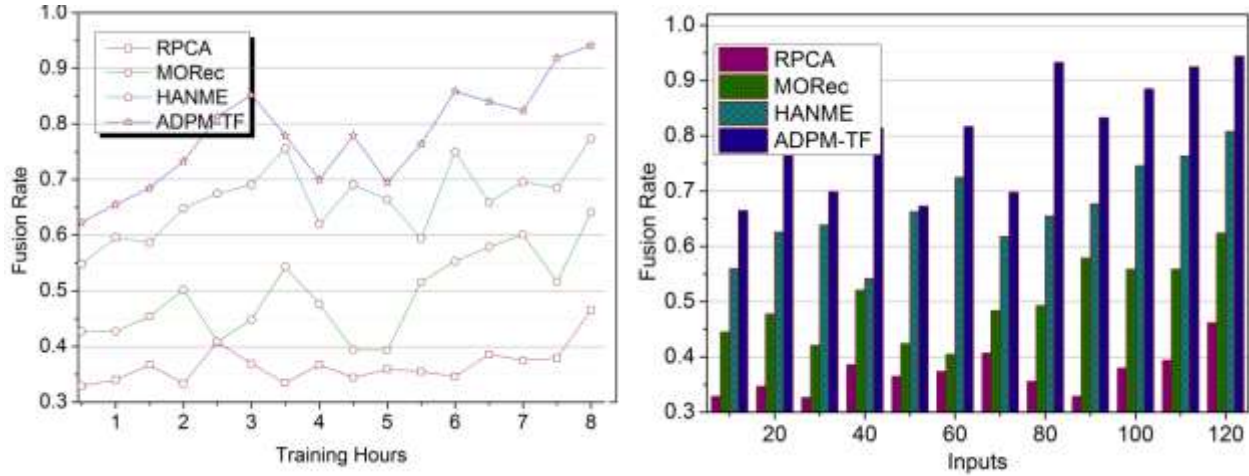 1.0
0.9
0.8
0.7
0.6
0.5
0.4
0.3
Fusion Rate
RPCA
MORec
HANME
ADPM-TF
1 2 3 4 5 6 7 8
Training Hours
1.0
0.9
0.8
0.7
0.6
0.5
0.4
0.3
Fusion Rate
RPCA
MORec
HANME
ADPM-TF
20 40 60 80 100 120
Inputs